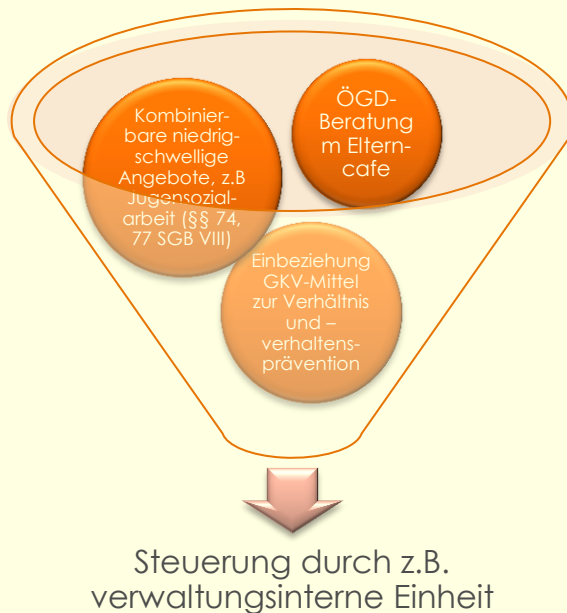 Kombinier-
bare niedrig-
schwellige
Angebote, z.B
Jugensozial-
arbeit (§§ 74,
77 SGB VIII)
ÖGD-
Beratung
m Eltern-
cafe
Einbeziehung
GKV-Mittel
zur Verhältnis
und –
verhaltens-
prävention
Steuerung durch z.B.
verwaltungsinterne Einheit